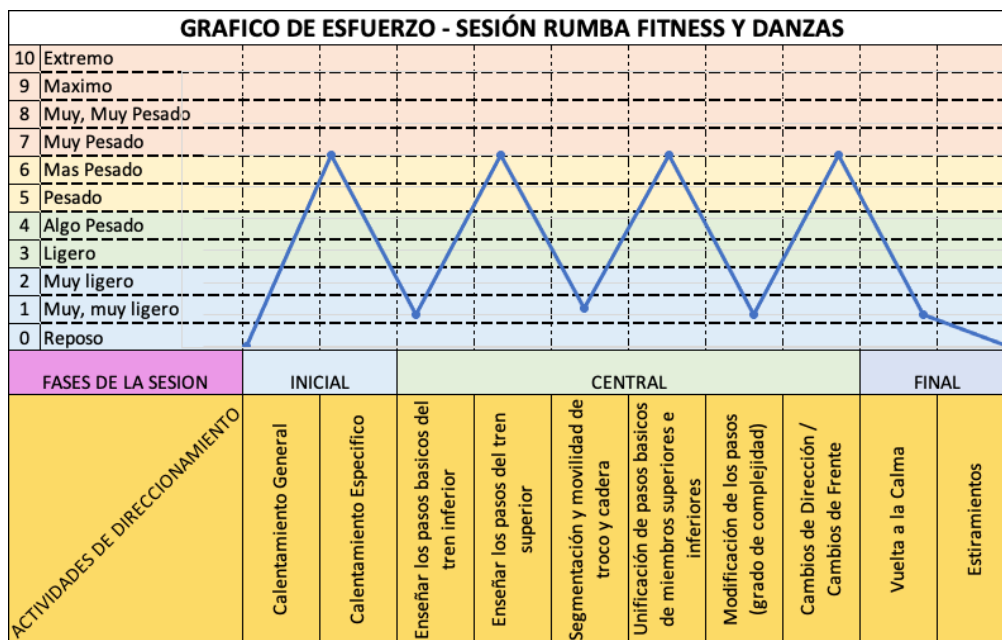 GRAFICO DE ESFUERZO - SESIÓN RUMBA FITNESS Y DANZAS
10 Extremo
9 Maximo
8 Muy, Muy Pesado
7 Muy Pesado
6 Mas Pesado
5 Pesado
4 Algo Pesado
3 Ligero
2 Muy ligero
1 Muy, muy ligero
0 Reposo
FASES DE LA SESION
INICIAL
CENTRAL
FINAL
ACTIVIDADES DE DIRECCIONAMIENTO
Calentamiento General
Calentamiento Especifico
Enseñar los pasos basicos del
tren inferior
Enseñar los pasos del tren
superior
Segmentación y movilidad de
troco y cadera
Unificación de pasos basicos
de miembros superiores e
inferiores
Modificación de los pasos
(grado de complejidad)
Cambios de Dirección /
Cambios de Frente
Vuelta a la Calma
Estiramientos